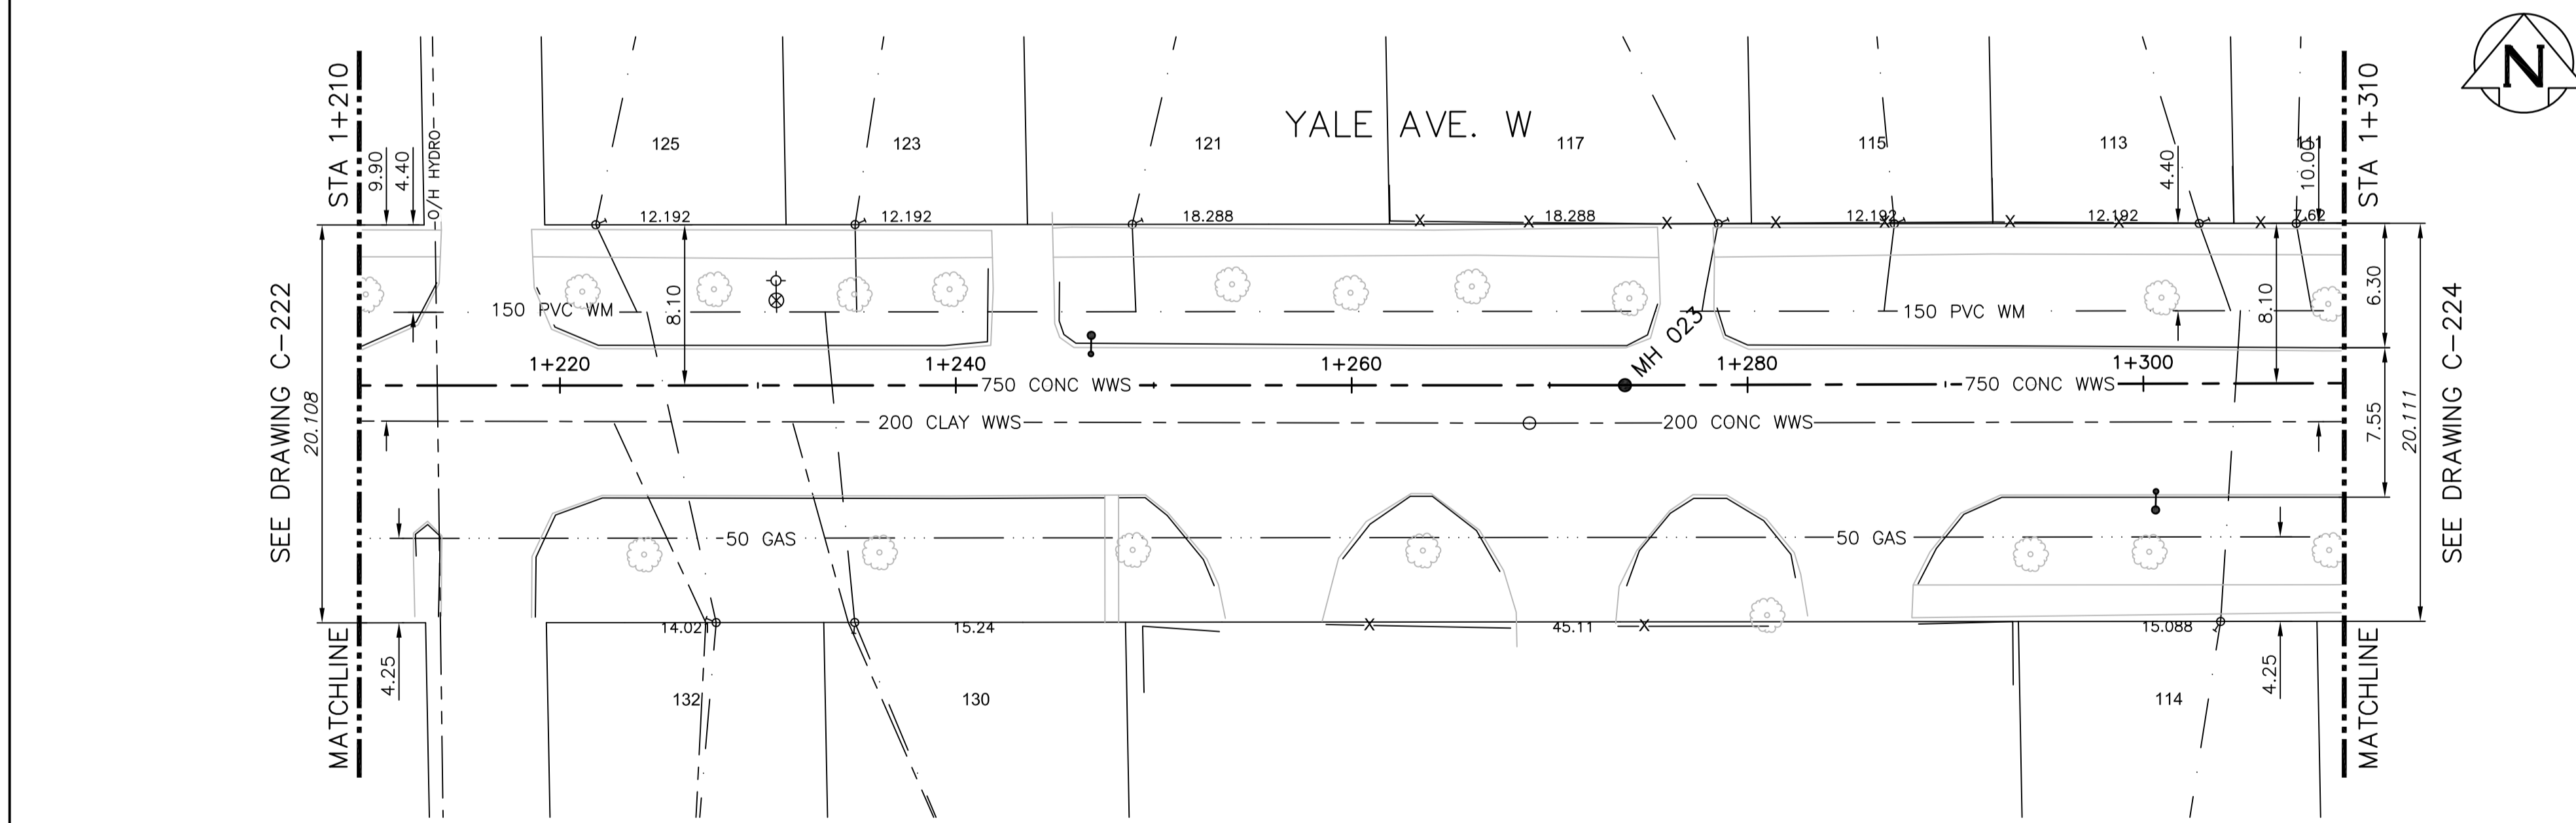 N
YALE AVE. W
STA 1+210
STA 1+310
9.90
4.40
O/H HYDRO
125
123
121
117
115
113
111
4.40
10.00
12.192
12.192
18.288
18.288
12.192
12.192
7.62
SEE DRAWING C-222
20.108
150 PVC WM
8.10
150 PVC WM
8.10
6.30
MH 023
1+220
1+240
1+260
1+280
1+300
750 CONC WWS
750 CONC WWS
200 CLAY WWS
200 CONC WWS
7.55
20.111
SEE DRAWING C-224
50 GAS
50 GAS
14.021
15.24
45.11
15.088
4.25
4.25
132
130
114
MATCHLINE
MATCHLINE